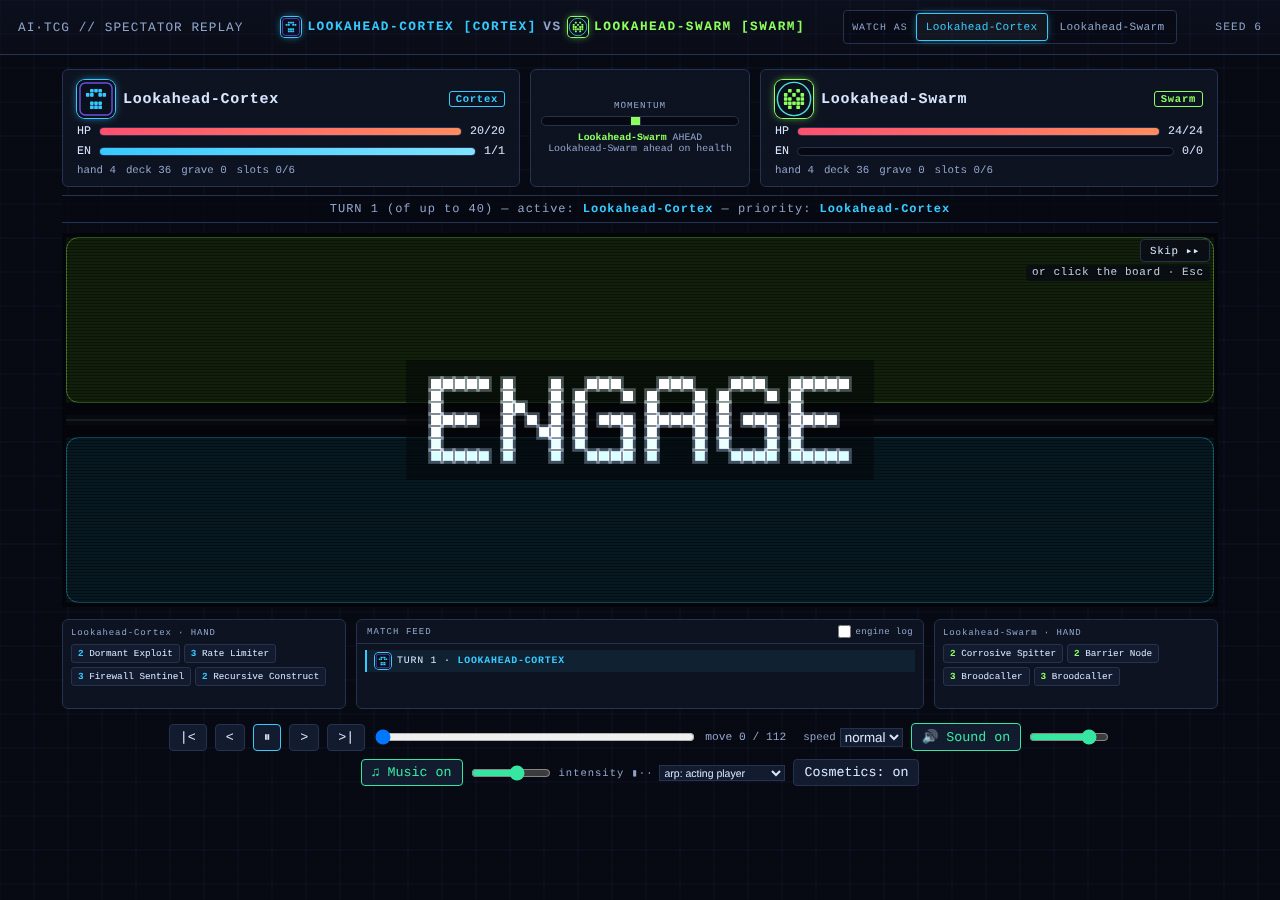 AI·TCG // SPECTATOR REPLAY
LOOKAHEAD-CORTEX [CORTEX] VS LOOKAHEAD-SWARM [SWARM]
WATCH AS Lookahead-Cortex Lookahead-Swarm
SEED 6
Lookahead-Cortex Cortex
HP 20/20
EN 1/1
hand 4 deck 36 grave 0 slots 0/6
MOMENTUM
Lookahead-Swarm AHEAD
Lookahead-Swarm ahead on health
Lookahead-Swarm Swarm
HP 24/24
EN 0/0
hand 4 deck 36 grave 0 slots 0/6
TURN 1 (of up to 40) — active: Lookahead-Cortex — priority: Lookahead-Cortex
Skip ▸▸
or click the board · Esc
ENGAGE
Lookahead-Cortex · HAND
2 Dormant Exploit 3 Rate Limiter
3 Firewall Sentinel 2 Recursive Construct
MATCH FEED engine log
TURN 1 · LOOKAHEAD-CORTEX
Lookahead-Swarm · HAND
2 Corrosive Spitter 2 Barrier Node
3 Broodcaller 3 Broodcaller
|< < ⏸ > >| move 0 / 112 speed normal 🔊 Sound on
♫ Music on intensity ▮·· arp: acting player Cosmetics: on